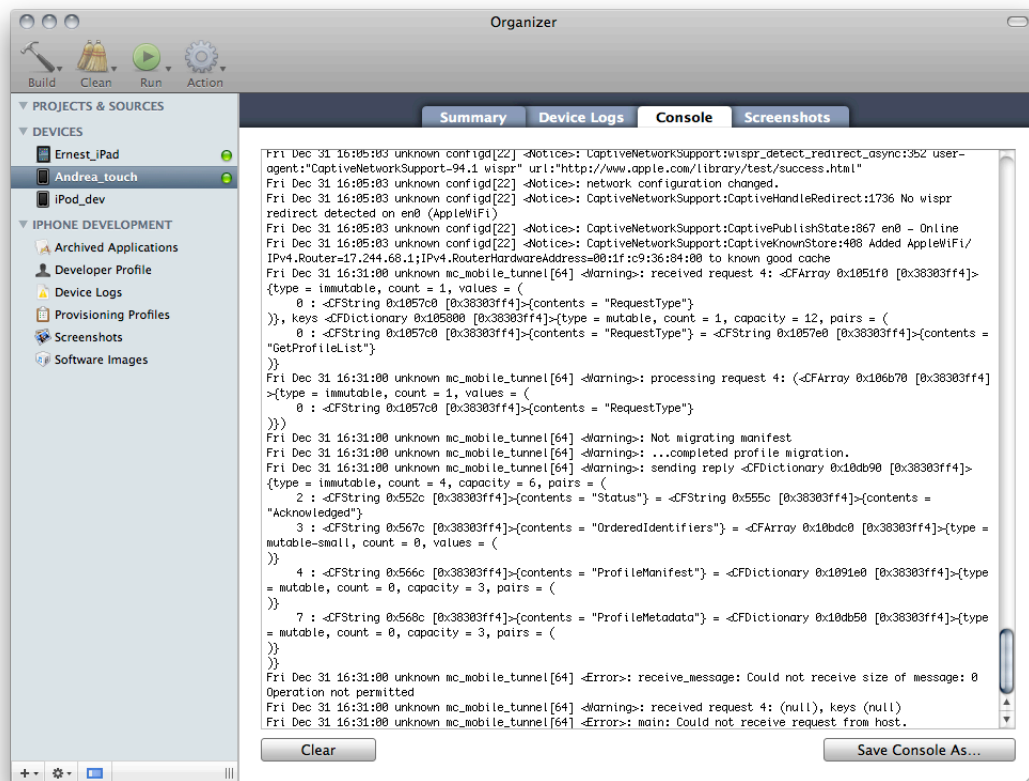 Organizer
Build
Clean
Run
Action
PROJECTS & SOURCES
DEVICES
Ernest_iPad
Andrea_touch
iPod_dev
IPHONE DEVELOPMENT
Archived Applications
Developer Profile
Device Logs
Provisioning Profiles
Screenshots
Software Images
Summary
Device Logs
Console
Screenshots
Fri Dec 31 16:05:03 unknown configd[22] <Notice>: CaptiveNetworkSupport:wispr_detect_redirect_async:352 user-
agent:"CaptiveNetworkSupport-94.1 wispr" url:"http://www.apple.com/library/test/success.html"
Fri Dec 31 16:05:03 unknown configd[22] <Notice>: network configuration changed.
Fri Dec 31 16:05:03 unknown configd[22] <Notice>: CaptiveNetworkSupport:CaptiveHandleRedirect:1736 No wispr
redirect detected on en0 (AppleWiFi)
Fri Dec 31 16:05:03 unknown configd[22] <Notice>: CaptiveNetworkSupport:CaptivePublishState:867 en0 - Online
Fri Dec 31 16:05:03 unknown configd[22] <Notice>: CaptiveNetworkSupport:CaptiveKnownStore:408 Added AppleWiFi/
IPv4.Router=17.244.68.1;IPv4.RouterHardwareAddress=00:1f:c9:36:84:00 to known good cache
Fri Dec 31 16:31:00 unknown mc_mobile_tunnel[64] <Warning>: received request 4: <CFArray 0x1051f0 [0x38303ff4]>
{type = immutable, count = 1, values = (
0 : <CFString 0x1057c0 [0x38303ff4]>{contents = "RequestType"}
)}, keys <CFDictionary 0x105800 [0x38303ff4]>{type = mutable, count = 1, capacity = 12, pairs = (
0 : <CFString 0x1057c0 [0x38303ff4]>{contents = "RequestType"} = <CFString 0x1057e0 [0x38303ff4]>{contents =
"GetProfileList"}
)}
Fri Dec 31 16:31:00 unknown mc_mobile_tunnel[64] <Warning>: processing request 4: (<CFArray 0x106b70 [0x38303ff4]
>{type = immutable, count = 1, values = (
0 : <CFString 0x1057c0 [0x38303ff4]>{contents = "RequestType"}
)})
Fri Dec 31 16:31:00 unknown mc_mobile_tunnel[64] <Warning>: Not migrating manifest
Fri Dec 31 16:31:00 unknown mc_mobile_tunnel[64] <Warning>: ...completed profile migration.
Fri Dec 31 16:31:00 unknown mc_mobile_tunnel[64] <Warning>: sending reply <CFDictionary 0x10db90 [0x38303ff4]>
{type = immutable, count = 4, capacity = 6, pairs = (
2 : <CFString 0x552c [0x38303ff4]>{contents = "Status"} = <CFString 0x555c [0x38303ff4]>{contents =
"Acknowledged"}
3 : <CFString 0x567c [0x38303ff4]>{contents = "OrderedIdentifiers"} = <CFArray 0x10bdc0 [0x38303ff4]>{type =
mutable-small, count = 0, values = (
)}
4 : <CFString 0x566c [0x38303ff4]>{contents = "ProfileManifest"} = <CFDictionary 0x1091e0 [0x38303ff4]>{type
= mutable, count = 0, capacity = 3, pairs = (
)}
7 : <CFString 0x568c [0x38303ff4]>{contents = "ProfileMetadata"} = <CFDictionary 0x10db50 [0x38303ff4]>{type
= mutable, count = 0, capacity = 3, pairs = (
)}
)}
Fri Dec 31 16:31:00 unknown mc_mobile_tunnel[64] <Error>: receive_message: Could not receive size of message: 0
Operation not permitted
Fri Dec 31 16:31:00 unknown mc_mobile_tunnel[64] <Warning>: received request 4: (null), keys (null)
Fri Dec 31 16:31:00 unknown mc_mobile_tunnel[64] <Error>: main: Could not receive request from host.
Clear
Save Console As...